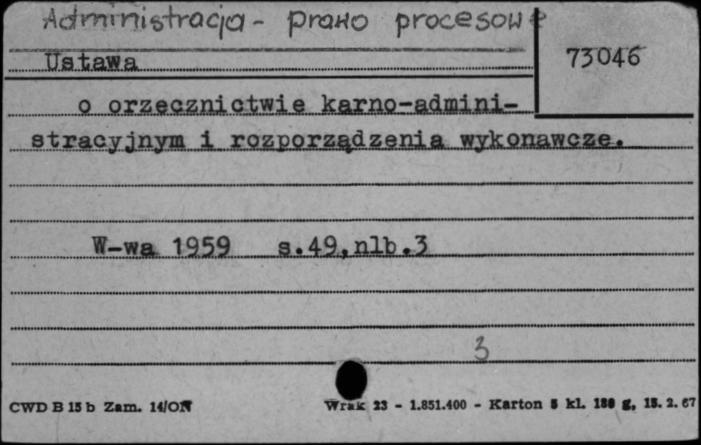 Administracja - prawo procesowe
73046
Ustawa
o orzecznictwie karno-admini-
stracyjnym i rozporządzenia wykonawcze.
W-wa 1959 s.49,nlb.3
3
CWD B 15 b Zam. 14/ON Wrak 23 - 1.851.400 - Karton 5 kl. 180 g, 15. 2. 67